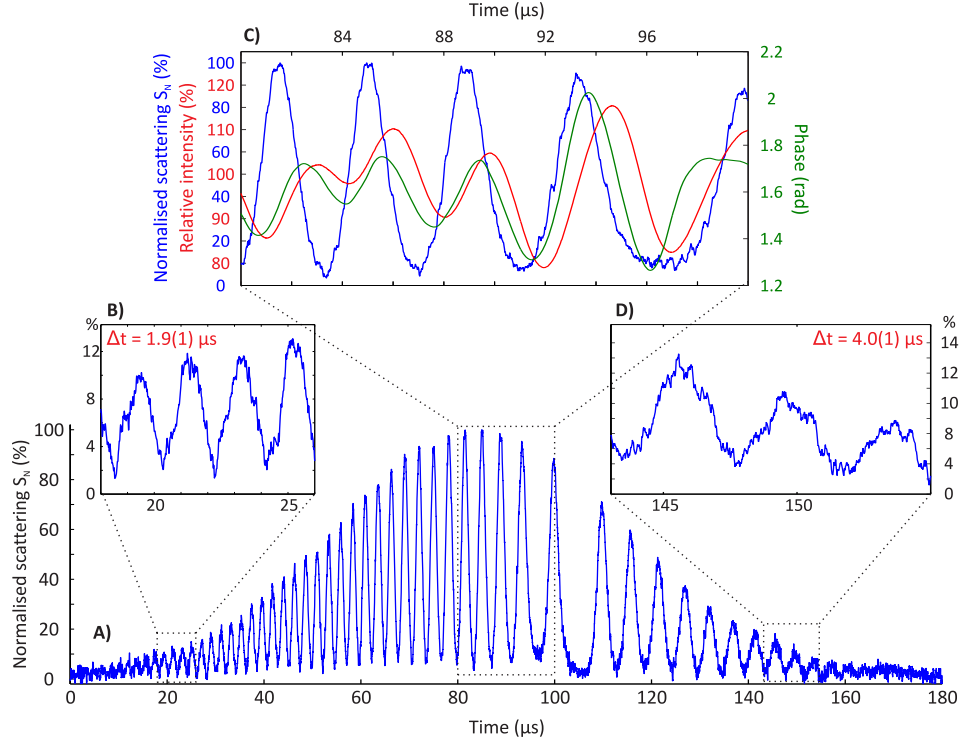 Time (µs)
C)
84 88 92 96
Normalised scattering S_N (%)
Relative intensity (%)
100
120
80
110
60
100
40
90
20
80
0
2.2
2
1.8
1.6
1.4
1.2
Phase (rad)
B)
%
Δt = 1.9(1) µs
12
8
4
0
20 25
D)
%
Δt = 4.0(1) µs
14
12
10
8
6
4
2
0
145 150
Normalised scattering S_N (%)
100
80
60
40
20
0
A)
0 20 40 60 80 100 120 140 160 180
Time (µs)